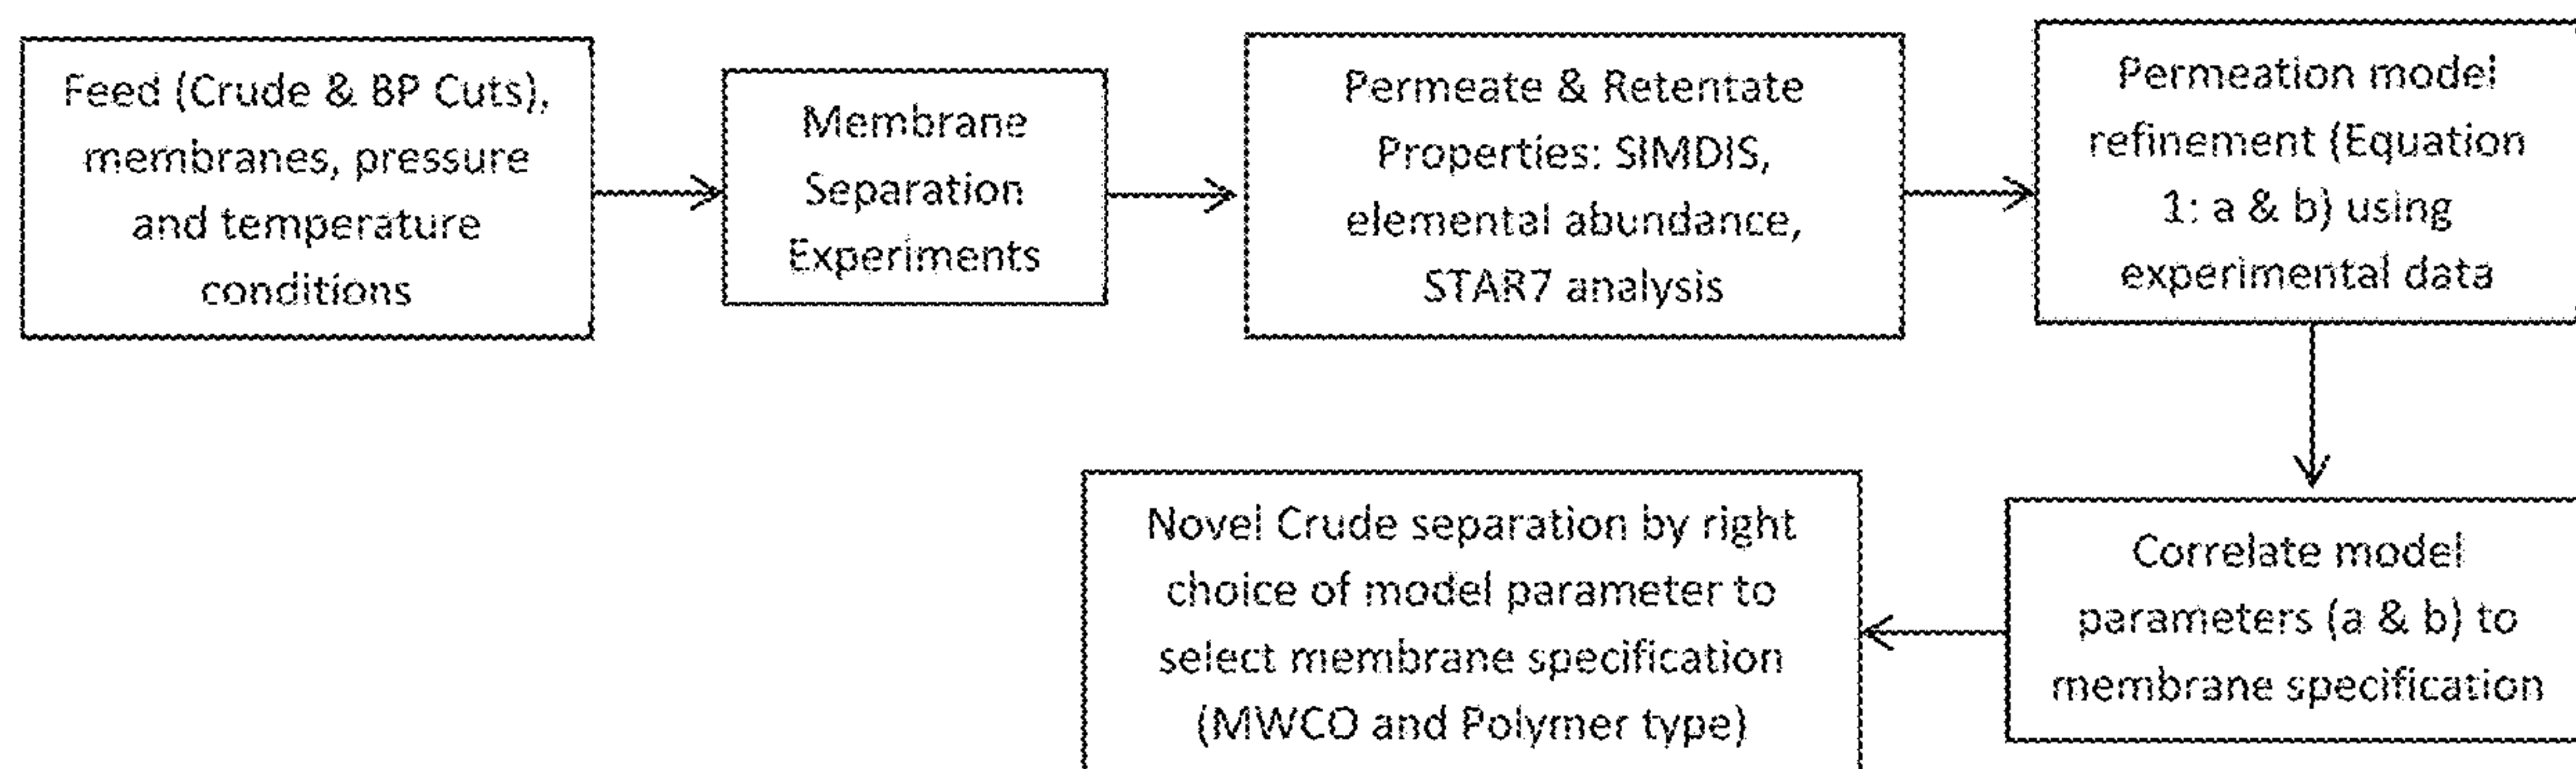 Feed (Crude & BP Cuts),
membranes, pressure
and temperature
conditions
Membrane
Separation
Experiments
Permeate & Retentate
Properties: SIMDIS,
elemental abundance,
STAR7 analysis
Permeation model
refinement (Equation
1: a & b) using
experimental data
Correlate model
parameters (a & b) to
membrane specification
Novel Crude separation by right
choice of model parameter to
select membrane specification
(MWCO and Polymer type)